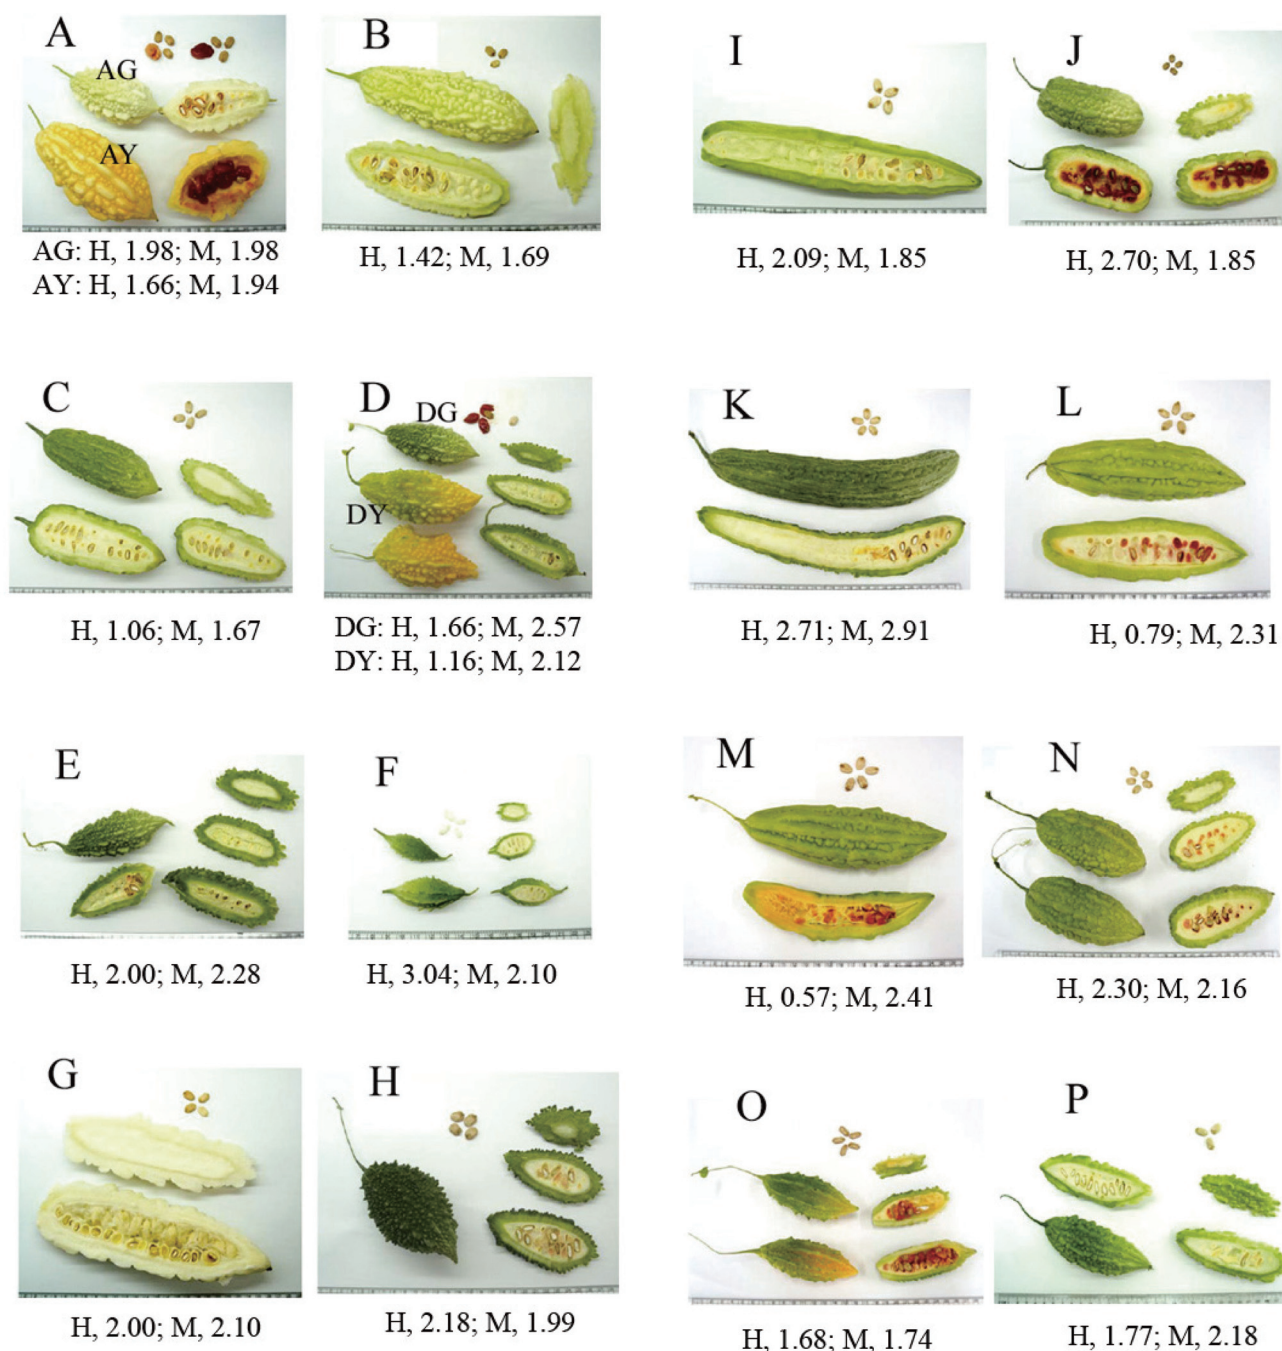 A
AG
AY
AG: H, 1.98; M, 1.98
AY: H, 1.66; M, 1.94
B
H, 1.42; M, 1.69
I
H, 2.09; M, 1.85
J
H, 2.70; M, 1.85
C
H, 1.06; M, 1.67
D
DG
DY
DG: H, 1.66; M, 2.57
DY: H, 1.16; M, 2.12
K
H, 2.71; M, 2.91
L
H, 0.79; M, 2.31
E
H, 2.00; M, 2.28
F
H, 3.04; M, 2.10
M
H, 0.57; M, 2.41
N
H, 2.30; M, 2.16
G
H, 2.00; M, 2.10
H
H, 2.18; M, 1.99
O
H, 1.68; M, 1.74
P
H, 1.77; M, 2.18